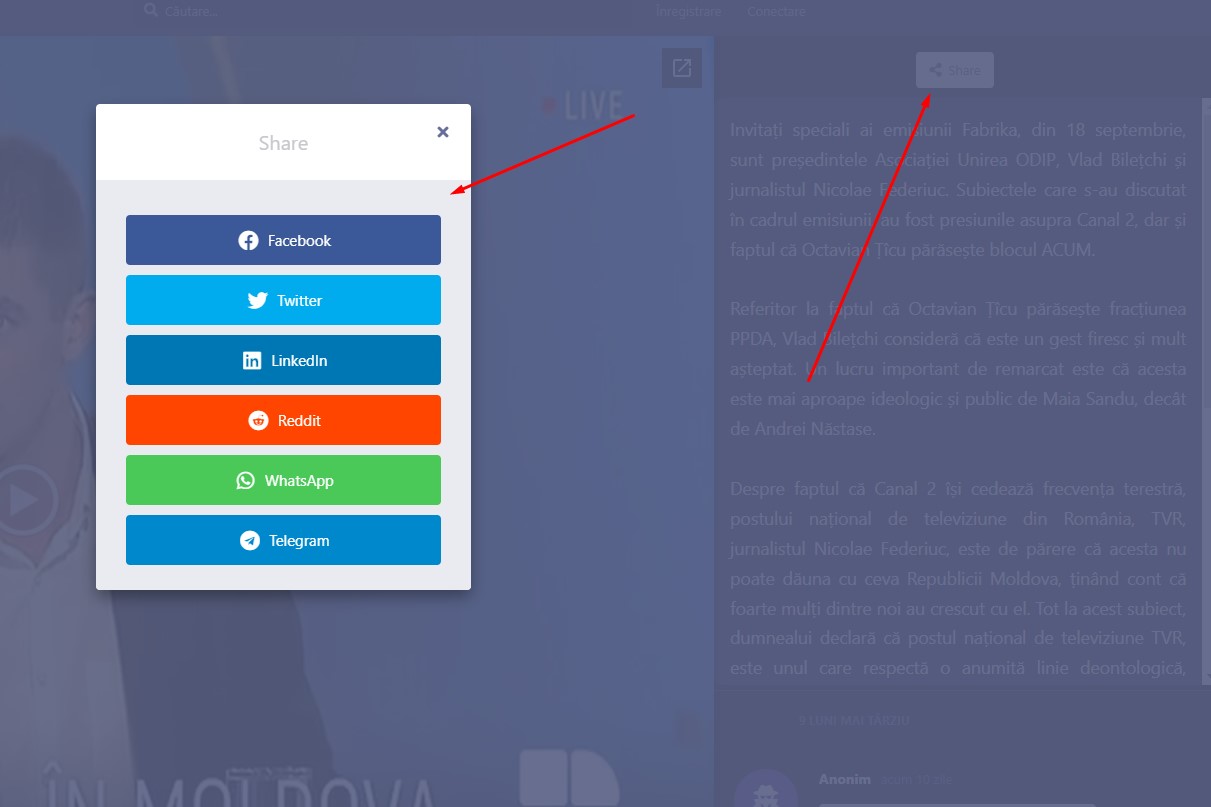 Căutare...
Înregistrare Conectare
Share
LIVE
Share
Facebook
Twitter
LinkedIn
Reddit
WhatsApp
Telegram
Invitați speciali ai emisiunii Fabrika, din 18 septembrie,
sunt președintele Asociației Unirea ODIP, Vlad Bilețchi și
jurnalistul Nicolae Federiuc. Subiectele care s-au discutat
în cadrul emisiunii au fost presiunile asupra Canal 2, dar și
faptul că Octavian Țîcu părăsește blocul ACUM.
Referitor la faptul că Octavian Țîcu părăsește fracțiunea
PPDA, Vlad Bilețchi consideră că este un gest firesc și mult
așteptat. Un lucru important de remarcat este că acesta
este mai aproape ideologic și public de Maia Sandu, decât
de Andrei Năstase.
Despre faptul că Canal 2 își cedează frecvența terestră,
postului național de televiziune din România, TVR,
jurnalistul Nicolae Federiuc, este de părere că acesta nu
poate dăuna cu ceva Republicii Moldova, ținând cont că
foarte mulți dintre noi au crescut cu el. Tot la acest subiect,
dumnealui declară că postul național de televiziune TVR,
este unul care respectă o anumită linie deontologică,
LUNI MAI TÂRZIU
Anonim acum 30 zile
ÎN MOLDOVA